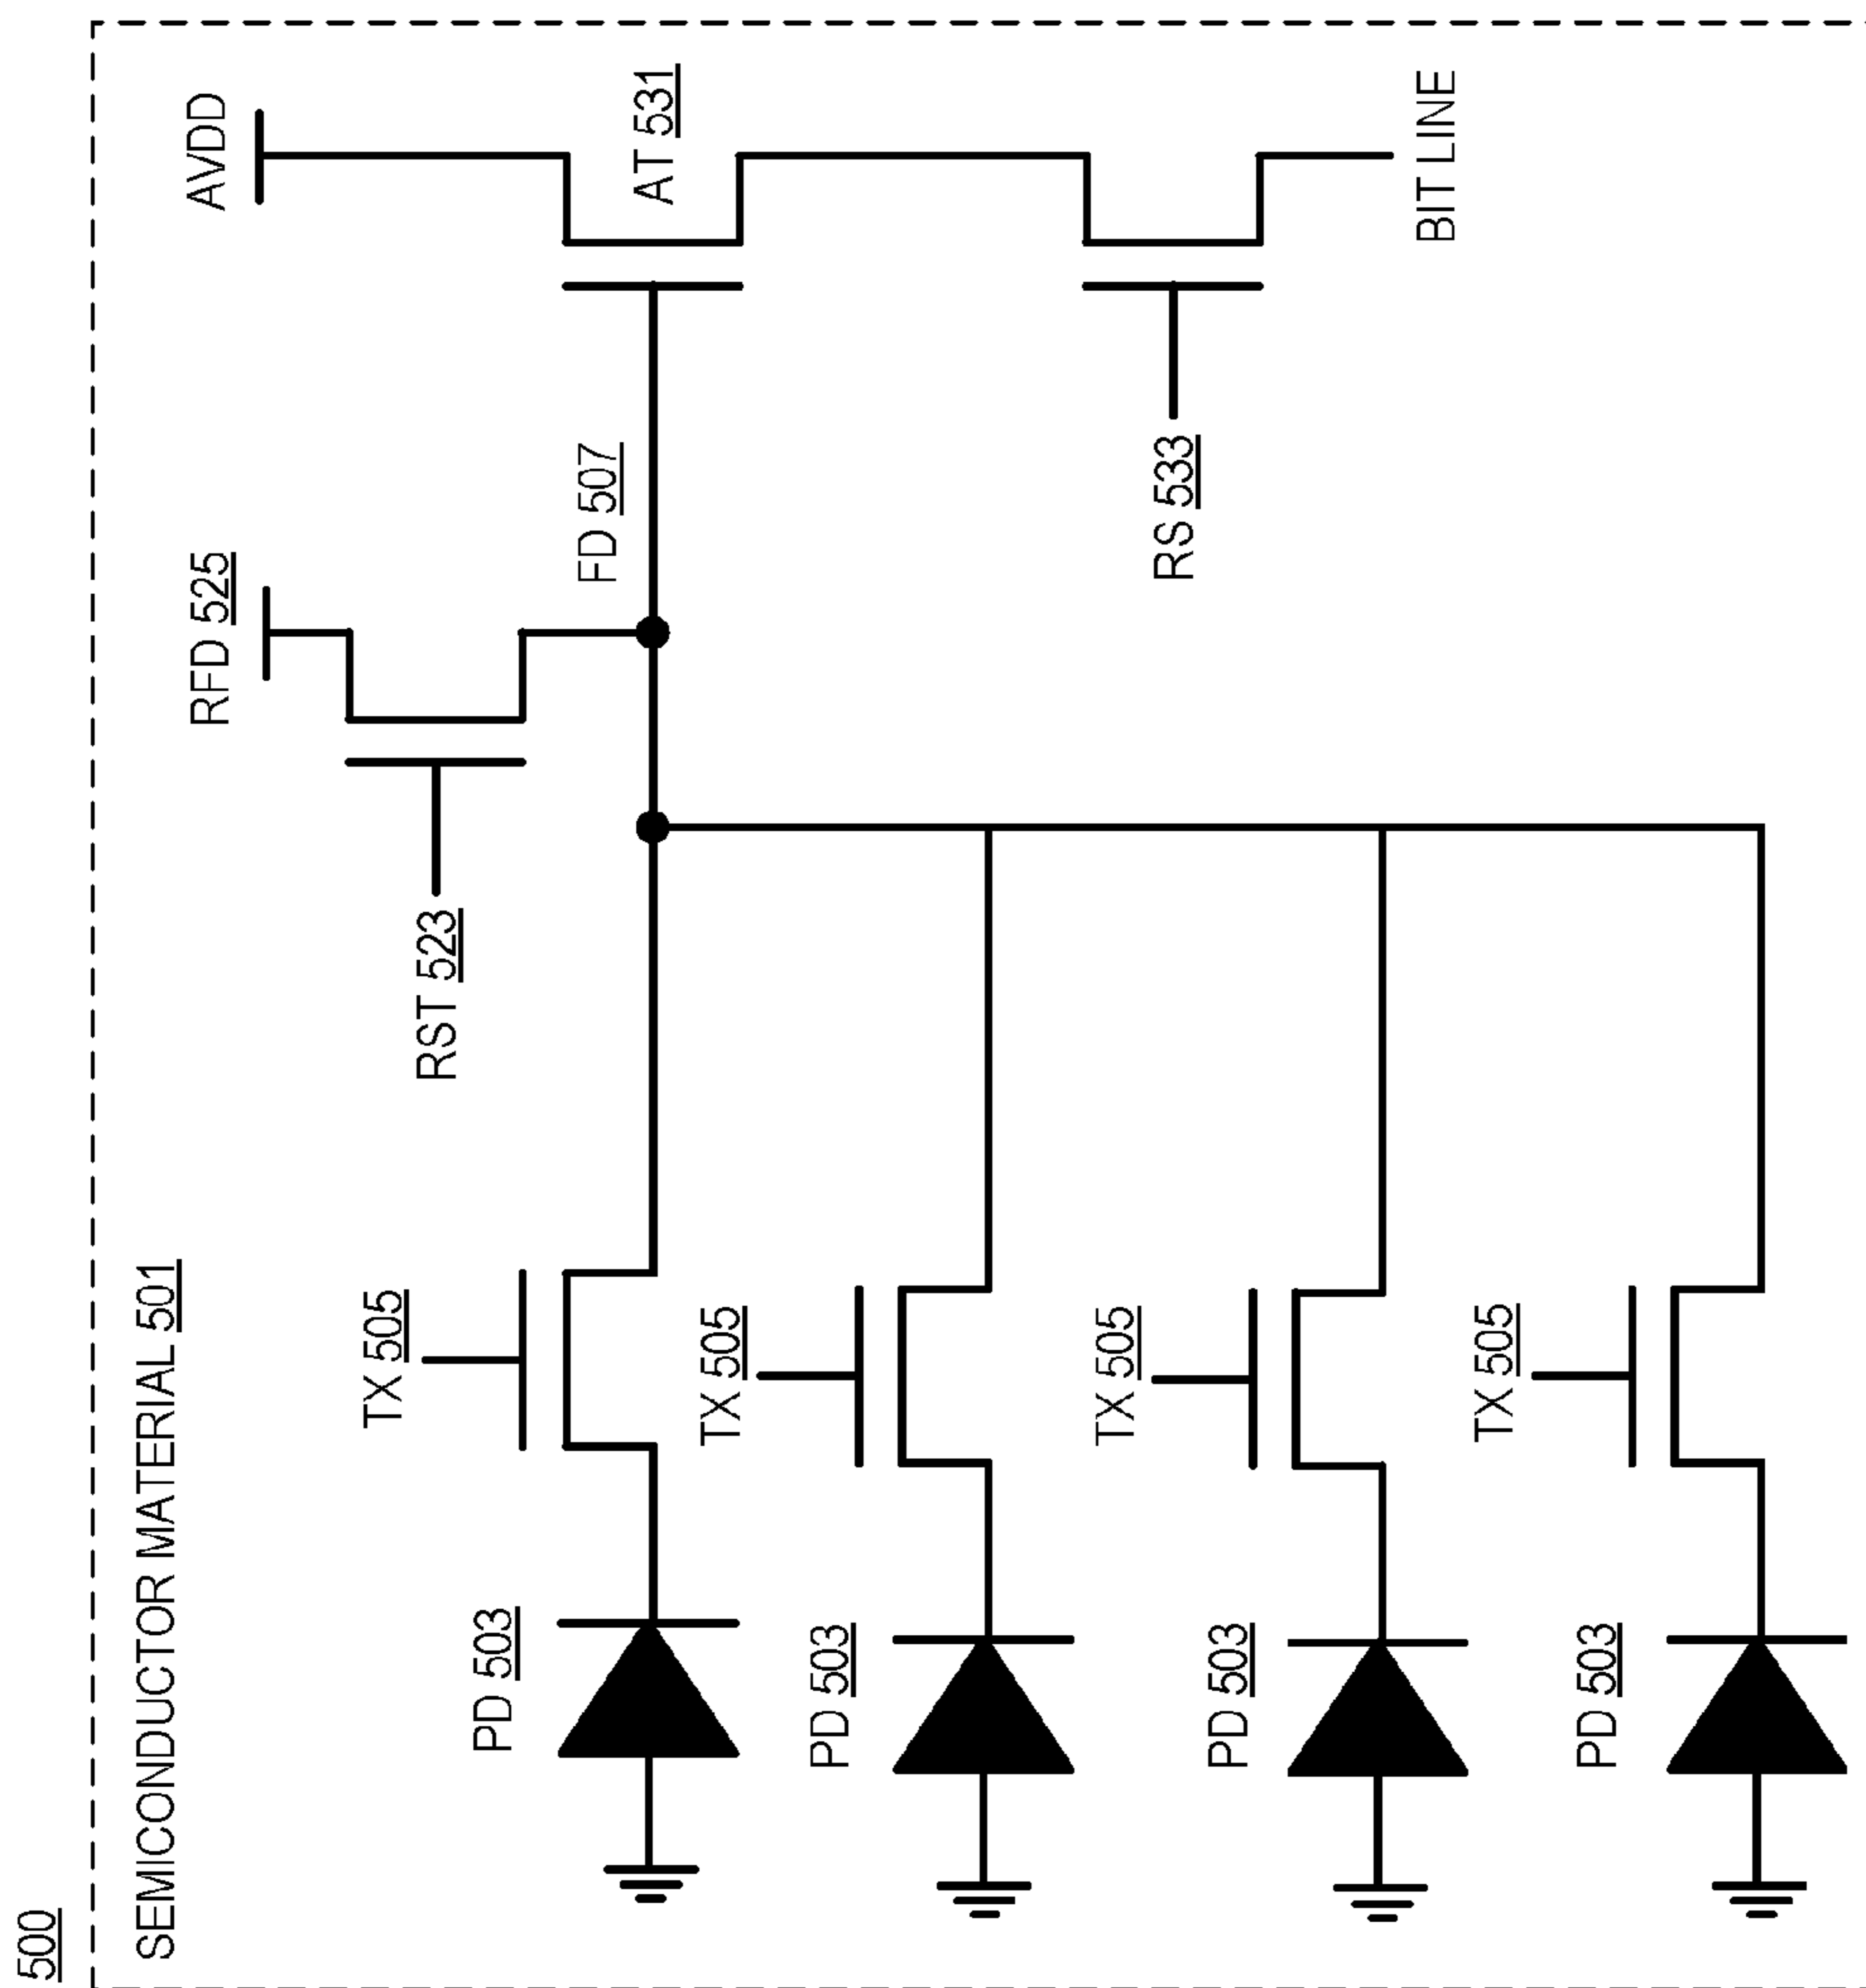 500
SEMICONDUCTOR MATERIAL 501
AVDD
RFD 525
TX 505
RST 523
PD 503
FD 507
AT 531
TX 505
PD 503
TX 505
RS 533
PD 503
BIT LINE
TX 505
PD 503